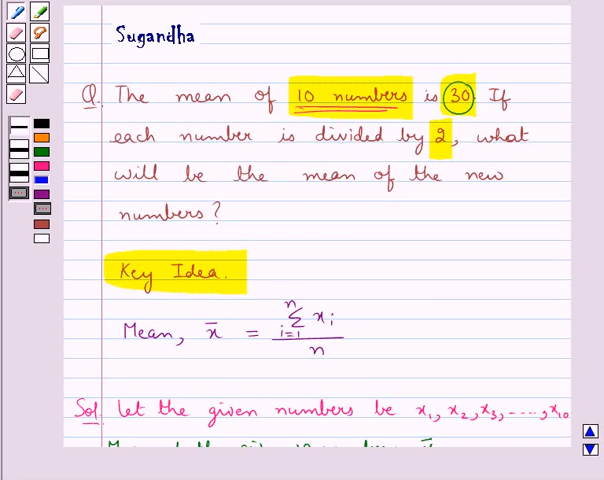 Sugandha
Q. The mean of 10 numbers is 30. If
each number is divided by 2, what
will be the mean of the new
numbers?
Key Idea.
Mean, x̄ = Σ_{i=1}^{n} x_i / n
Sol. Let the given numbers be x₁, x₂, x₃, ----, x₁₀